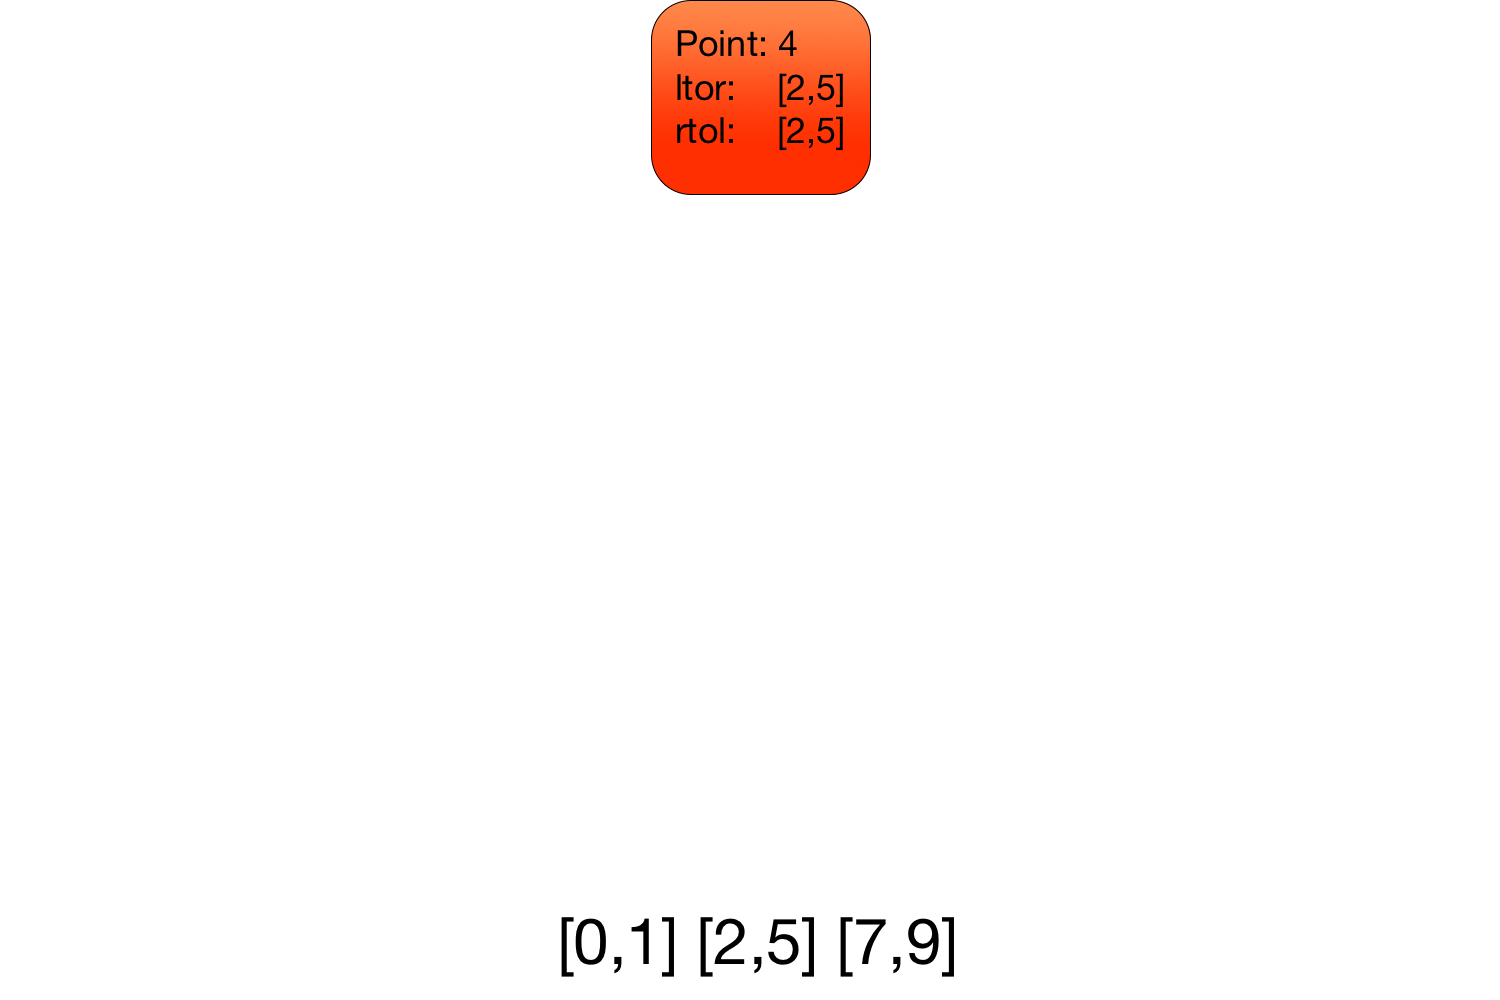 Point: 4
ltor: [2,5]
rtol: [2,5]
[0,1] [2,5] [7,9]